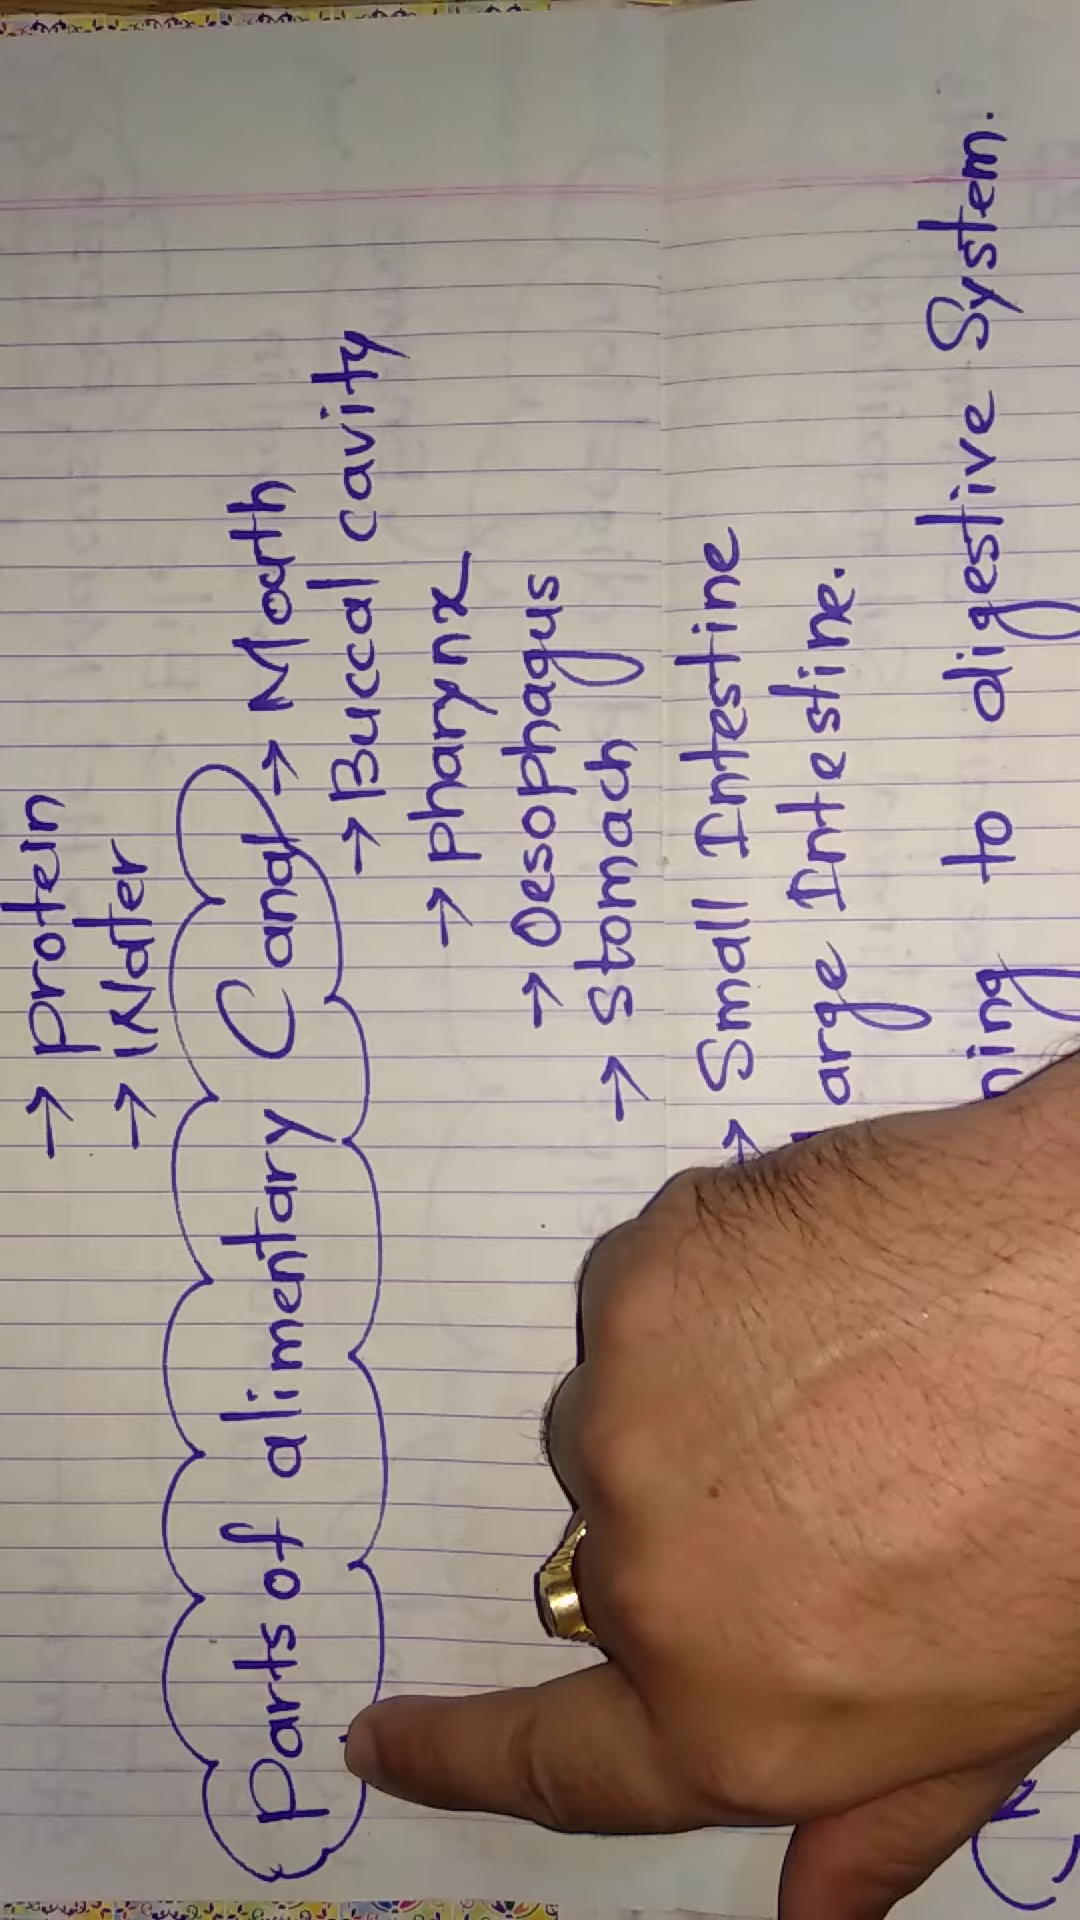 → protein
→ Water
Parts of alimentary Canal → Mouth
→ Buccal cavity
→ pharynx
→ Oesophagus
→ Stomach
→ Small Intestine
arge Intestine.
ning to digestive System.